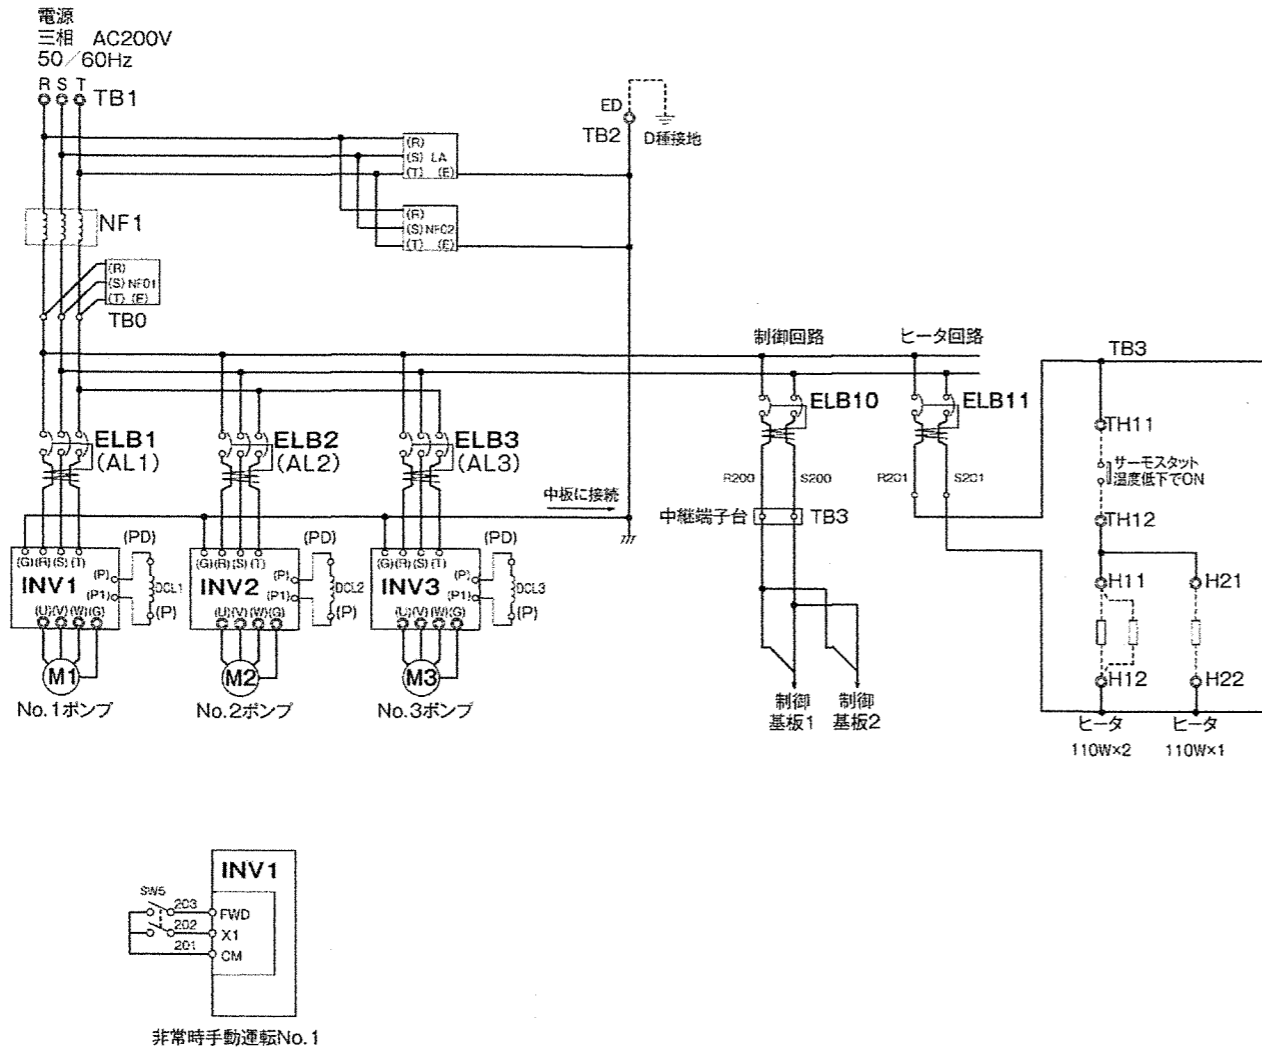 電源
三相 AC200V
50/60Hz
R S T
TB1
ED
TB2
D種接地
(R)
(S) LA
(T) (E)
NF1
(R)
(S) NFC2
(T) (E)
(R)
(S) NF01
(T) (E)
TB0
制御回路
ヒータ回路
TB3
ELB1
(AL1)
ELB2
(AL2)
ELB3
(AL3)
ELB10
ELB11
TH11
サーモスタット
温度低下でON
R200
S200
R201
S201
中板に接続
中継端子台
TB3
TH12
(G) (R) (S) (T)
INV1
(P)
(P1)
(U) (V) (W) (G)
(PD)
DCL1
(P)
(G) (R) (S) (T)
INV2
(P)
(P1)
(U) (V) (W) (G)
(PD)
DCL2
(P)
(G) (R) (S) (T)
INV3
(P)
(P1)
(U) (V) (W) (G)
(PD)
DCL3
(P)
H11
H21
M1
M2
M3
H12
H22
No.1ポンプ
No.2ポンプ
No.3ポンプ
制御
基板1
制御
基板2
ヒータ
110W×2
ヒータ
110W×1
INV1
SW5
203
FWD
202
X1
201
CM
非常時手動運転No.1